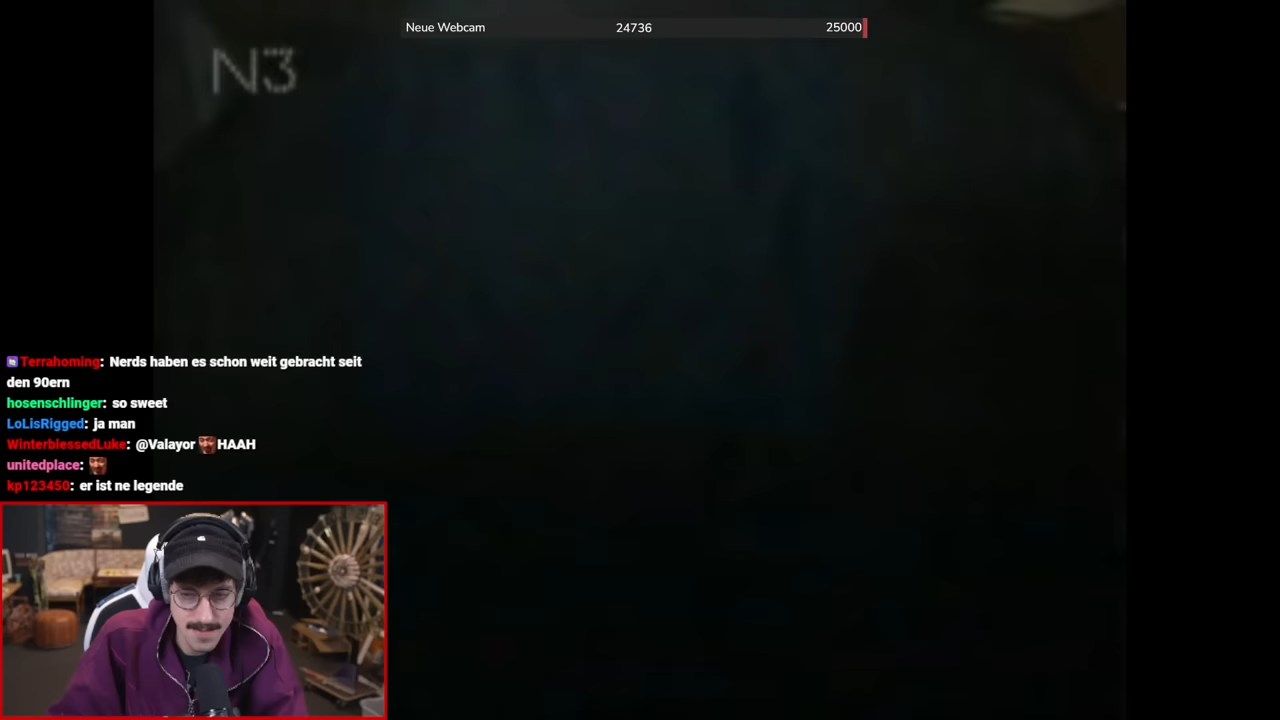 Neue Webcam 24736 25000
N3
Terrahoming: Nerds haben es schon weit gebracht seit
den 90ern
hosenschlinger: so sweet
LoLisRigged: ja man
WinterblessedLuke: @Valayor HAAH
unitedplace:
kp123450: er ist ne legende